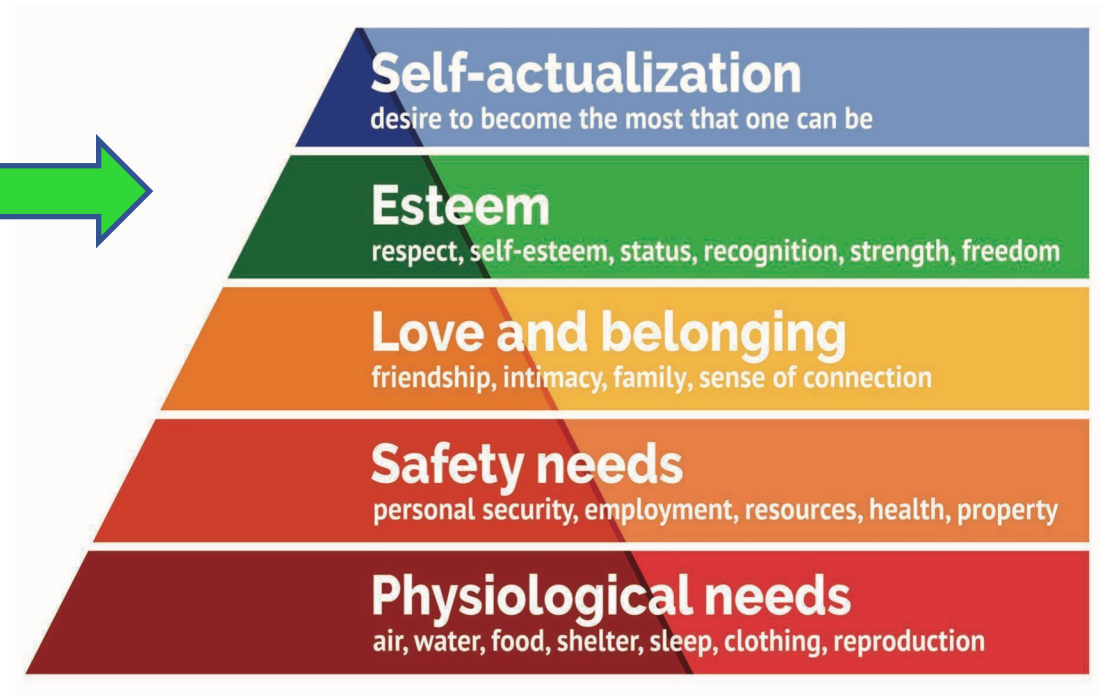 Self-actualization
desire to become the most that one can be
Esteem
respect, self-esteem, status, recognition, strength, freedom
Love and belonging
friendship, intimacy, family, sense of connection
Safety needs
personal security, employment, resources, health, property
Physiological needs
air, water, food, shelter, sleep, clothing, reproduction